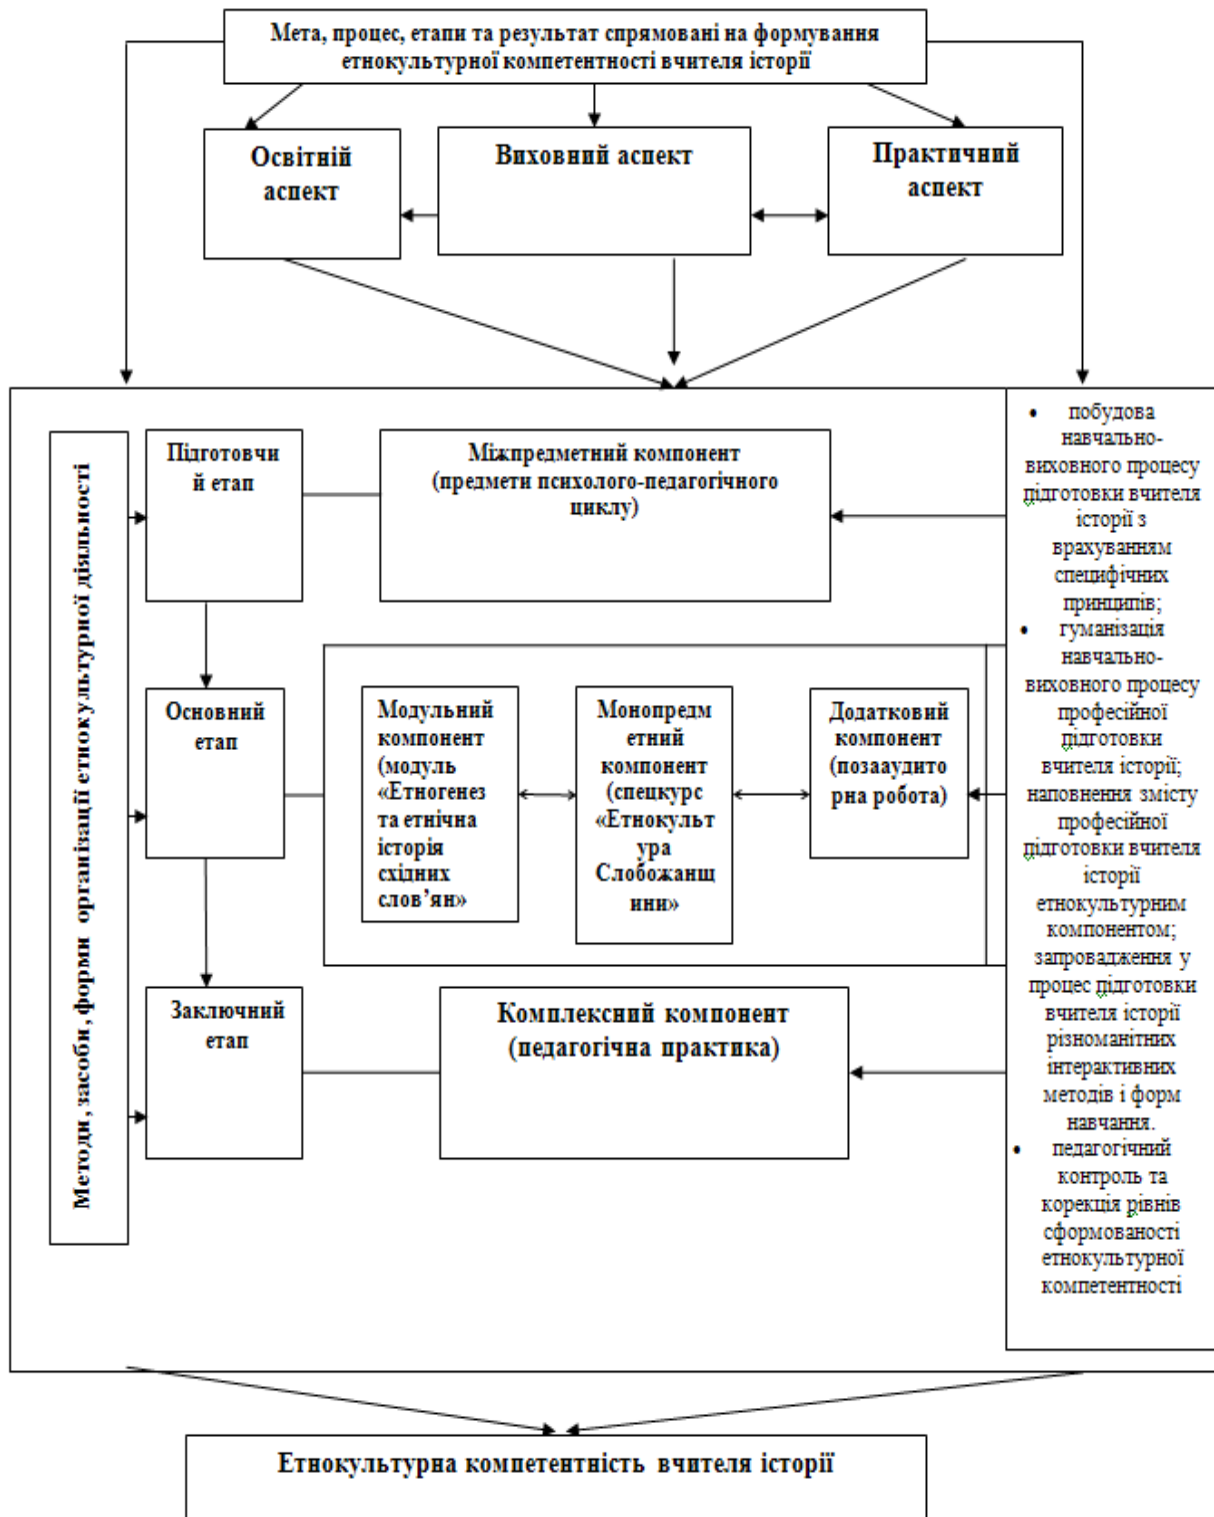 Мета, процес, етапи та результат спрямовані на формування
етнокультурної компетентності вчителя історії
Освітній
аспект
Виховний аспект
Практичний
аспект
Методи, засоби, форми організації етнокультурної діяльності
Підготовчи
й етап
Міжпредметний компонент
(предмети психолого-педагогічного
циклу)
Основний
етап
Модульний
компонент
(модуль
«Етногенез
та етнічна
історія
східних
слов’ян»
Монопредм
етний
компонент
(спецкурс
«Етнокульт
ура
Слобожанщ
ини»
Додатковий
компонент
(позааудито
рна робота)
Заключний
етап
Комплексний компонент
(педагогічна практика)
• побудова
навчально-
виховного процесу
підготовки вчителя
історії з
врахуванням
специфічних
принципів;
• гуманізація
навчально-
виховного процесу
професійної
підготовки
вчителя історії;
наповнення змісту
професійної
підготовки вчителя
історії
етнокультурним
компонентом;
запровадження у
процес підготовки
вчителя історії
різноманітних
інтерактивних
методів і форм
навчання.
• педагогічний
контроль та
корекція рівнів
сформованості
етнокультурної
компетентності
Етнокультурна компетентність вчителя історії